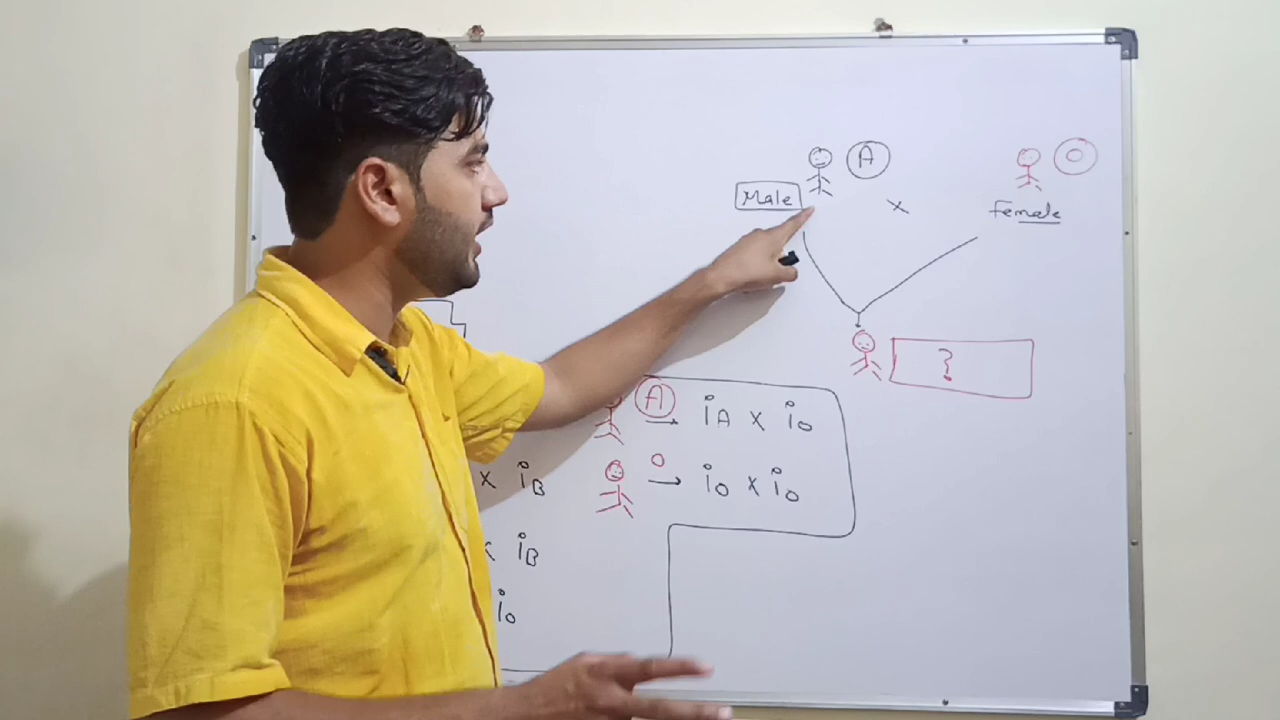 A O
Male × Female
?
A → iA × iO
O → iO × iO
× iB
× iB
iO